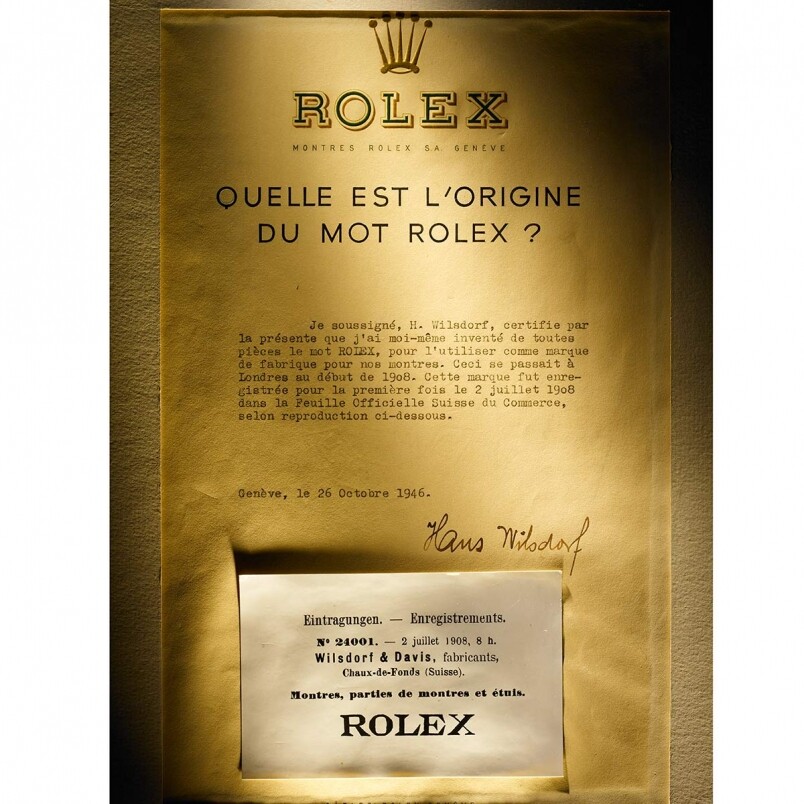 ROLEX
MONTRES ROLEX S.A. GENÈVE
QUELLE EST L'ORIGINE
DU MOT ROLEX ?
Je soussigné, H. Wilsdorf, certifie par
la présente que j'ai moi-même inventé de toutes
pièces le mot ROLEX, pour l'utiliser comme marque
de fabrique pour nos montres. Ceci se passait à
Londres au début de 1908. Cette marque fut enre-
gistrée pour la première fois le 2 juillet 1908
dans la Feuille Officielle Suisse du Commerce,
selon reproduction ci-dessous.
Genève, le 26 Octobre 1946.
Hans Wilsdorf
Eintragungen. — Enregistrements.
Nº 24001. — 2 juillet 1908, 8 h.
Wilsdorf & Davis, fabricants,
Chaux-de-Fonds (Suisse).
Montres, parties de montres et étuis.
ROLEX